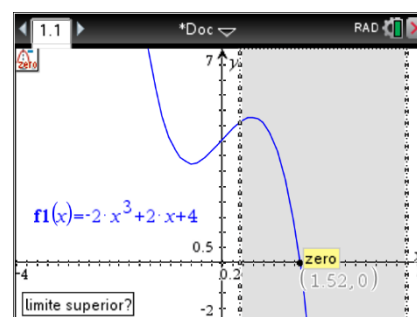 1.1 *Doc RAD
zero
7 y
f1(x)=-2·x³+2·x+4
0.5
zero
-4 0.2
(1.52,0)
limite superior?
-2